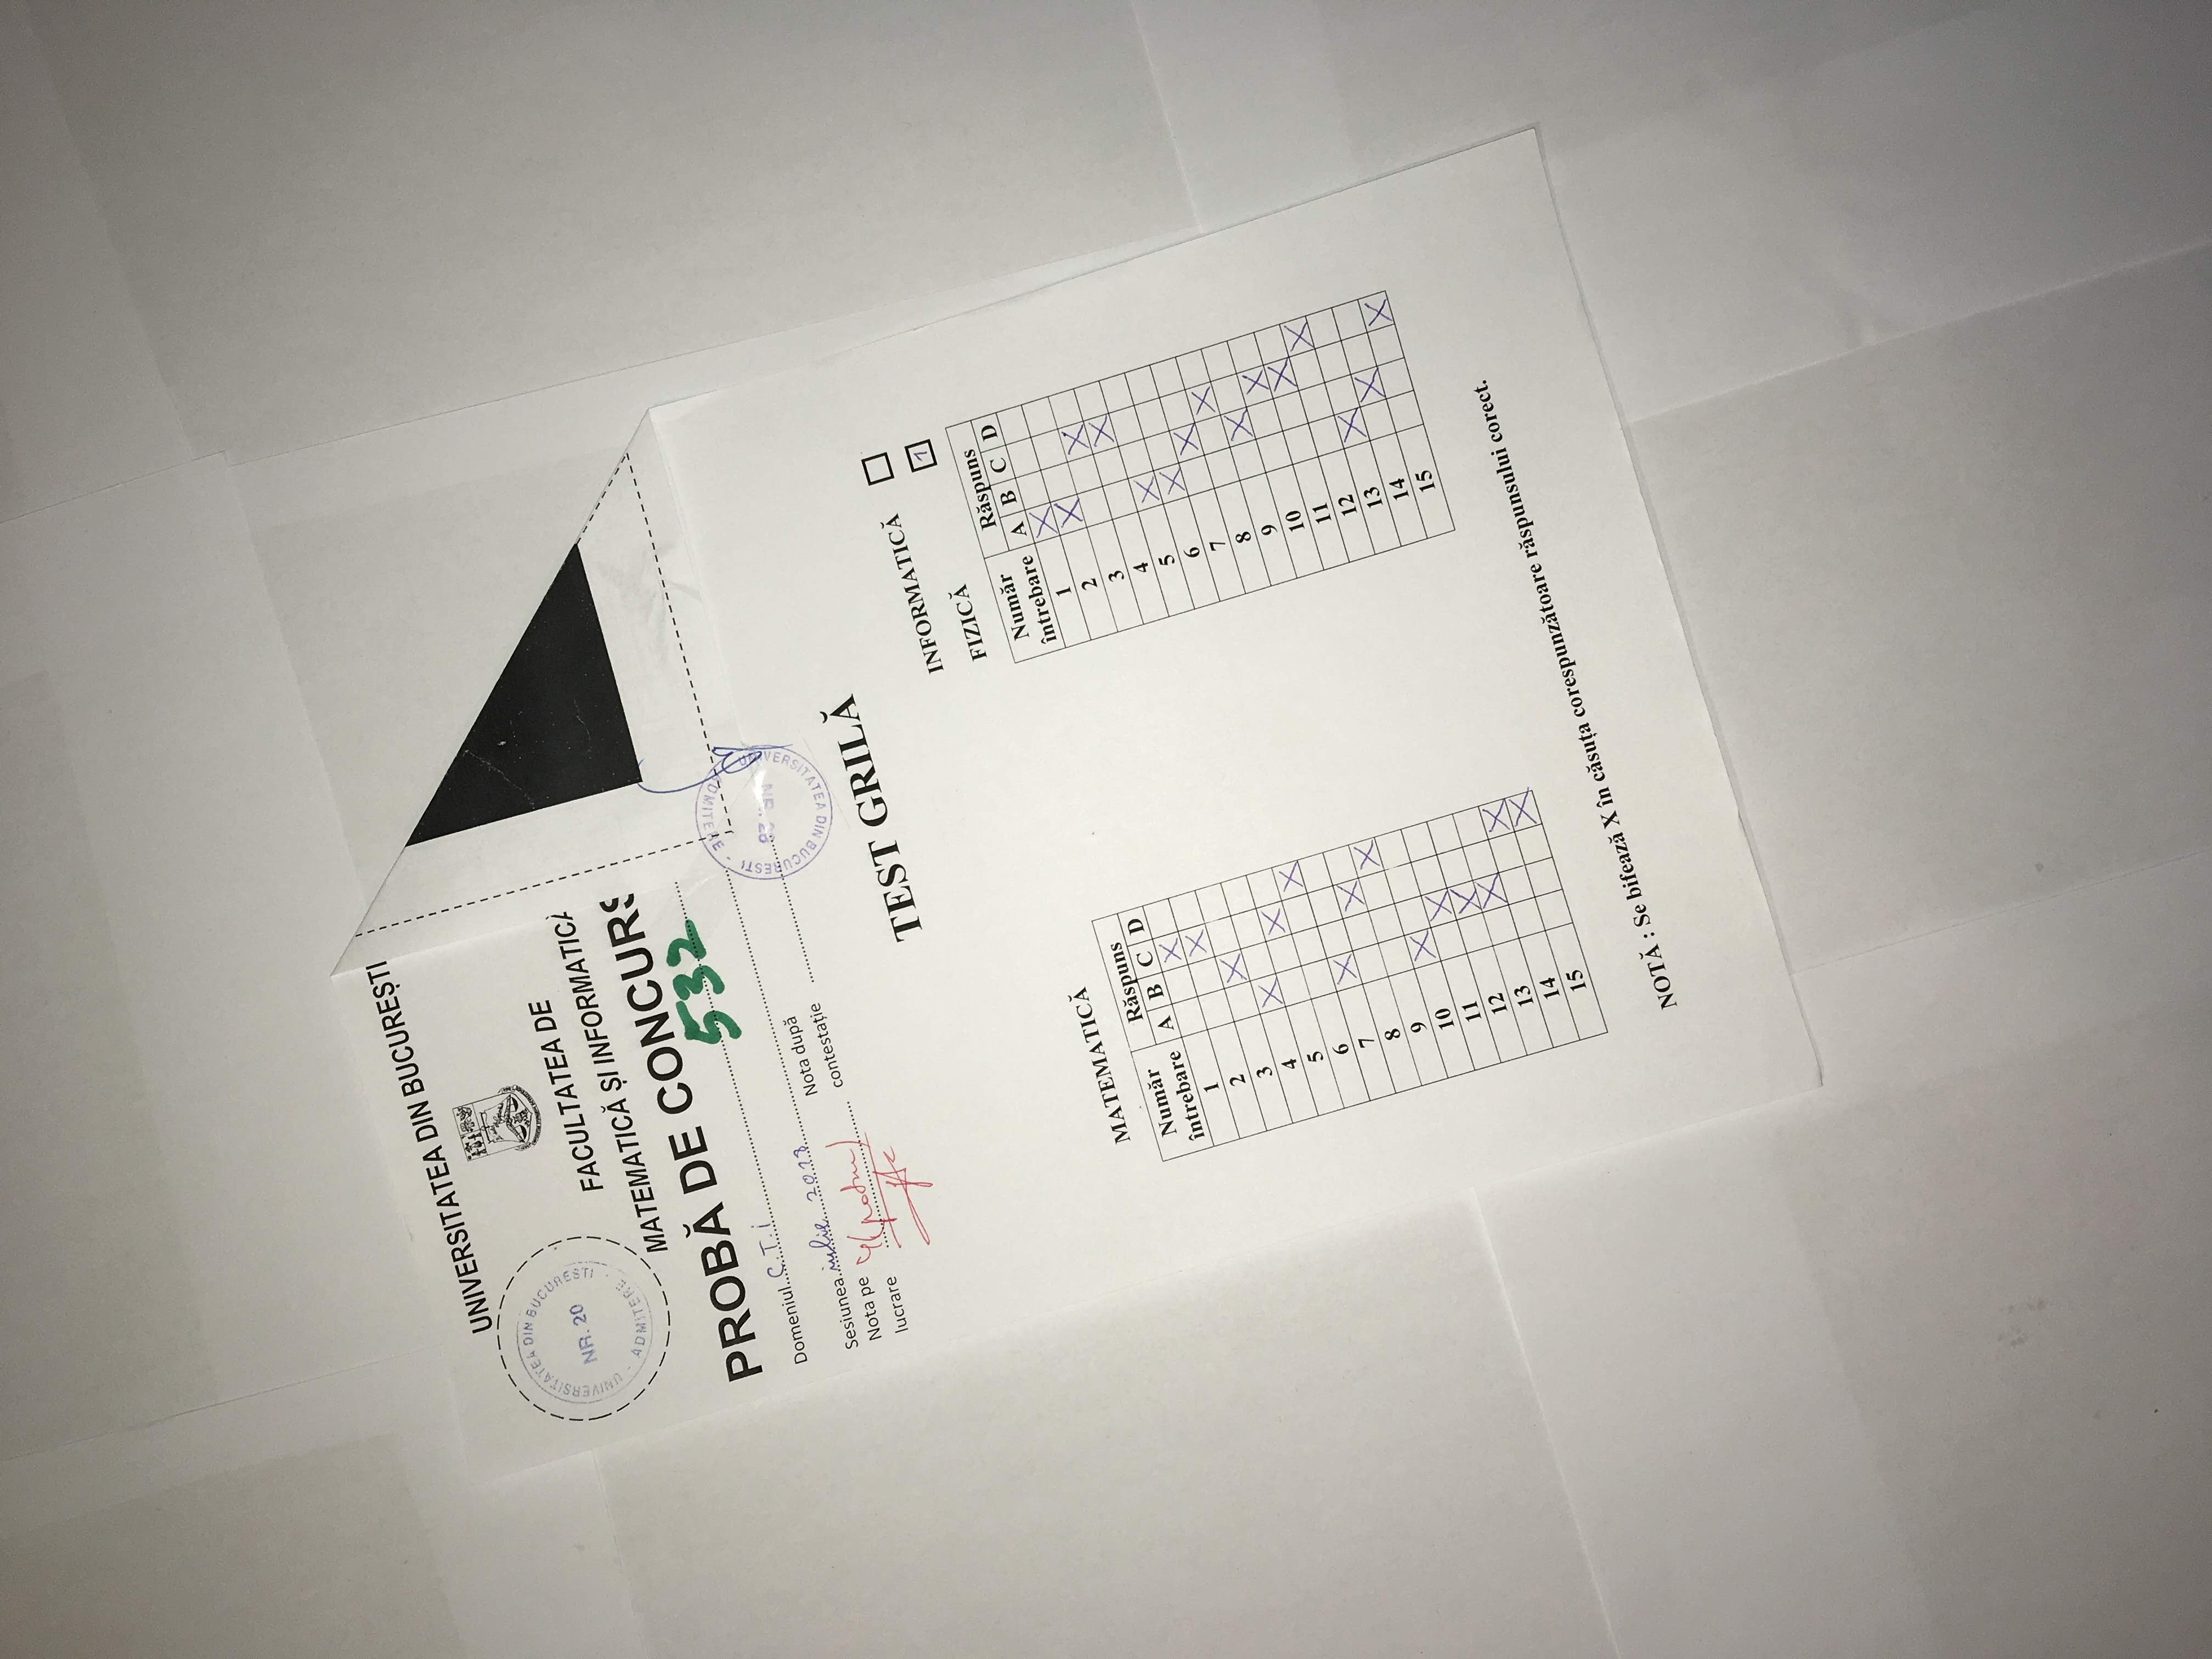 UNIVERSITATEA DIN BUCUREȘTI
UNIVERSITATEA DIN BUCUREȘTI - ADMITERE -
NR. 20
FACULTATEA DE
MATEMATICĂ ȘI INFORMATICĂ
PROBĂ DE CONCURS
532
Domeniul C.T.I
Sesiunea iulie 2018
Nota pe lucrare 4 (patru)
Nota după contestație
UNIVERSITATEA DIN BUCUREȘTI - ADMITERE -
NR. 28
TEST GRILĂ
INFORMATICĂ
FIZICĂ 1
MATEMATICĂ
Număr întrebare Răspuns
A B C D
1 X
2 X
3 X
4 X
5 X
6 X
7 X
8 X
9 X
10 X
11 X
12 X
13 X
14 X
15 X
Număr întrebare Răspuns
A B C D
1 X
2 X
3 X
4 X
5 X
6 X
7 X
8 X
9 X
10 X
11 X
12 X
13 X
14 X
15 X
NOTĂ : Se bifează X în căsuța corespunzătoare răspunsului corect.